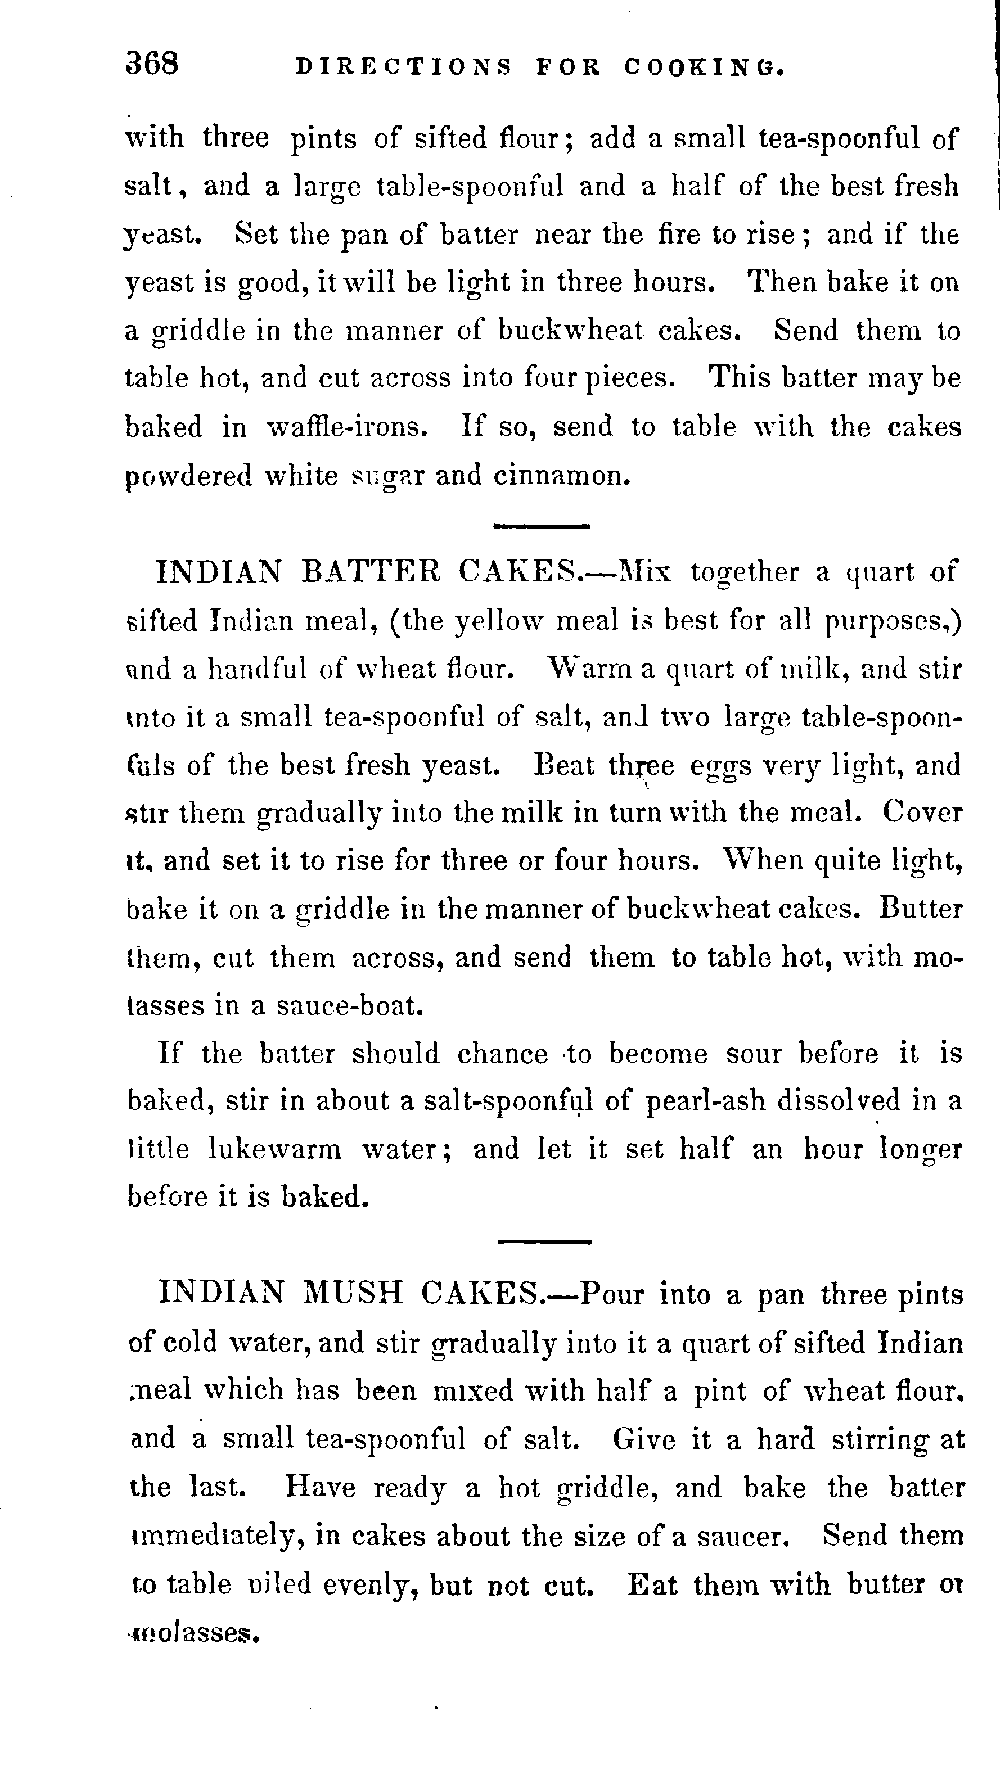 368 DIRECTIONS FOR COOKING.
with three pints of sifted flour; add a small tea-spoonful of
salt, and a large table-spoonful and a half of the best fresh
yeast. Set the pan of batter near the fire to rise; and if the
yeast is good, it will be light in three hours. Then bake it on
a griddle in the manner of buckwheat cakes. Send them to
table hot, and cut across into four pieces. This batter may be
baked in waffle-irons. If so, send to table with the cakes
powdered white sugar and cinnamon.
INDIAN BATTER CAKES.—Mix together a quart of
sifted Indian meal, (the yellow meal is best for all purposes,)
and a handful of wheat flour. Warm a quart of milk, and stir
into it a small tea-spoonful of salt, and two large table-spoon-
fuls of the best fresh yeast. Beat three eggs very light, and
stir them gradually into the milk in turn with the meal. Cover
it, and set it to rise for three or four hours. When quite light,
bake it on a griddle in the manner of buckwheat cakes. Butter
them, cut them across, and send them to table hot, with mo-
lasses in a sauce-boat.
If the batter should chance to become sour before it is
baked, stir in about a salt-spoonful of pearl-ash dissolved in a
little lukewarm water; and let it set half an hour longer
before it is baked.
INDIAN MUSH CAKES.—Pour into a pan three pints
of cold water, and stir gradually into it a quart of sifted Indian
meal which has been mixed with half a pint of wheat flour,
and a small tea-spoonful of salt. Give it a hard stirring at
the last. Have ready a hot griddle, and bake the batter
immediately, in cakes about the size of a saucer. Send them
to table piled evenly, but not cut. Eat them with butter or
molasses.